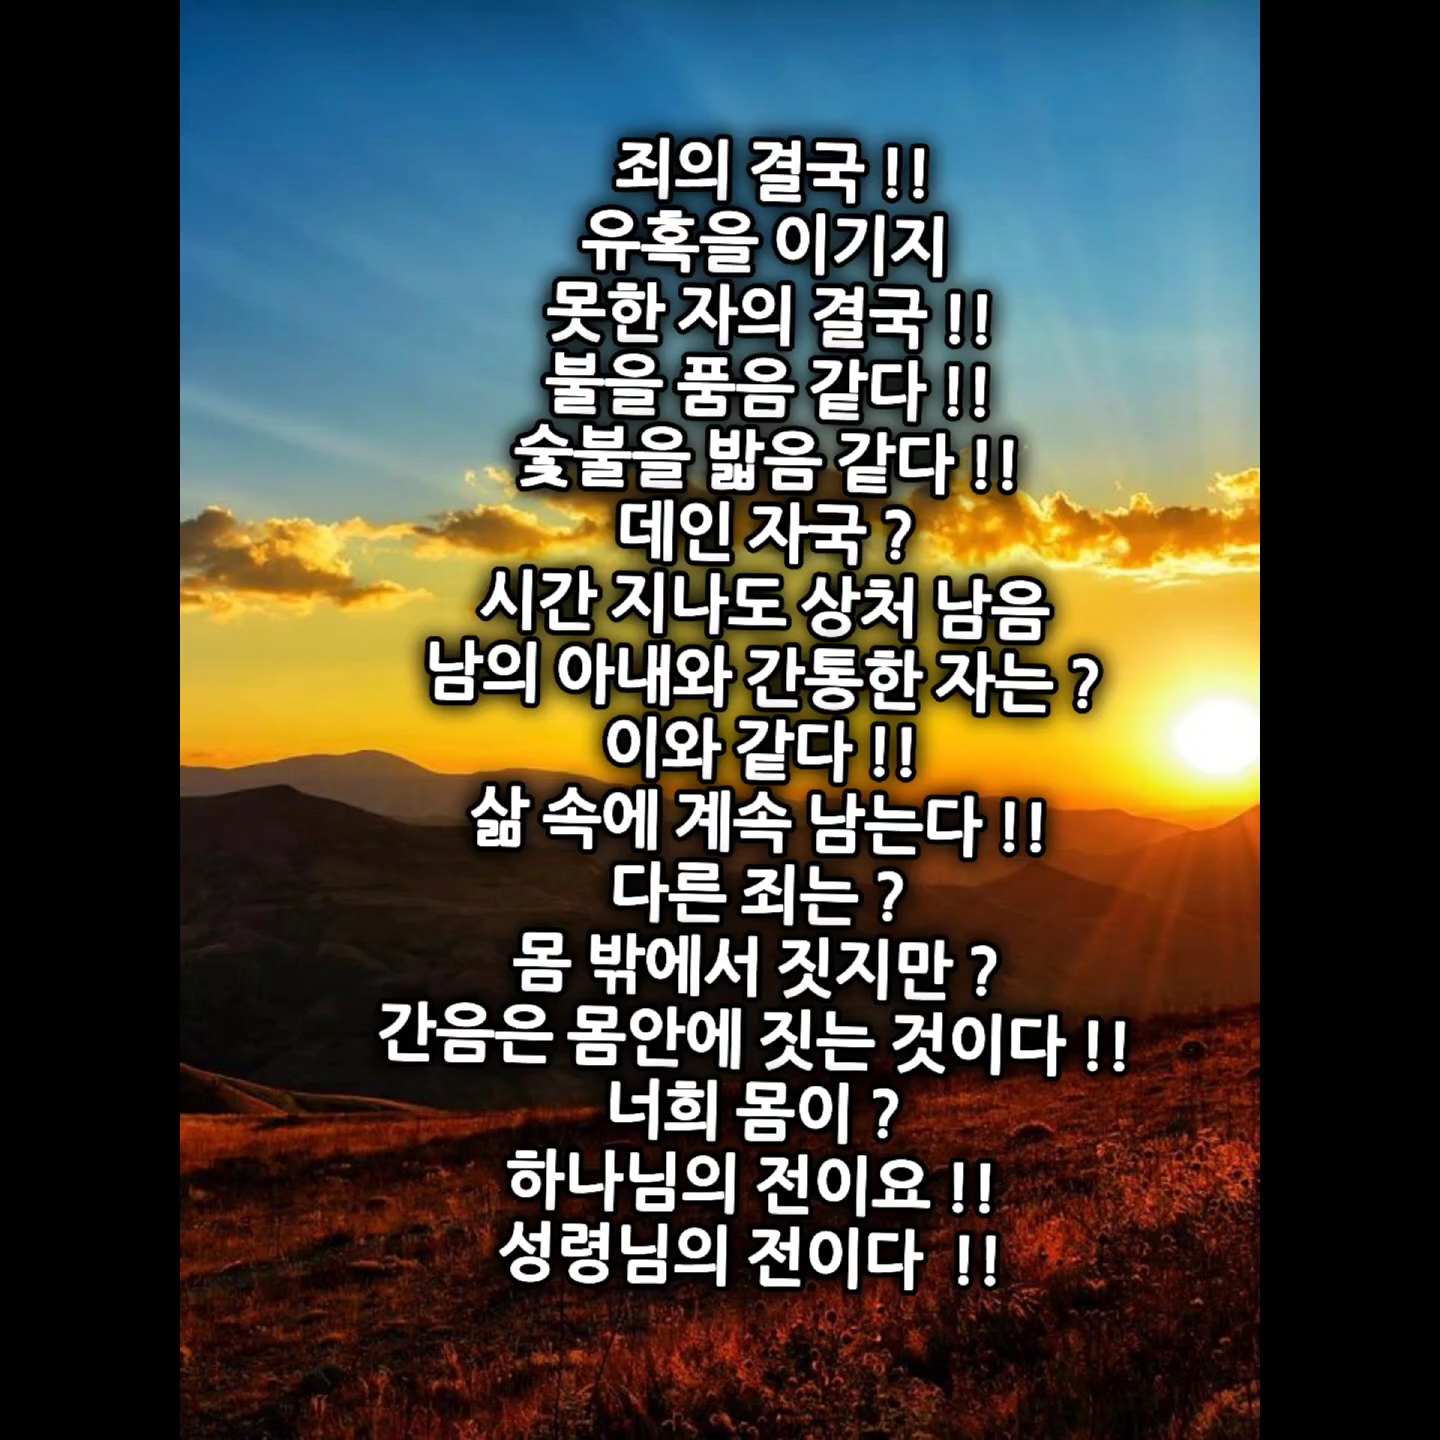 죄의 결국 !!
유혹을 이기지
못한 자의 결국 !!
불을 품음 같다 !!
숯불을 밟음 같다 !!
데인 자국 ?
시간 지나도 상처 남음
남의 아내와 간통한 자는 ?
이와 같다 !!
삶 속에 계속 남는다 !!
다른 죄는 ?
몸 밖에서 짓지만 ?
간음은 몸안에 짓는 것이다 !!
너희 몸이 ?
하나님의 전이요 !!
성령님의 전이다 !!